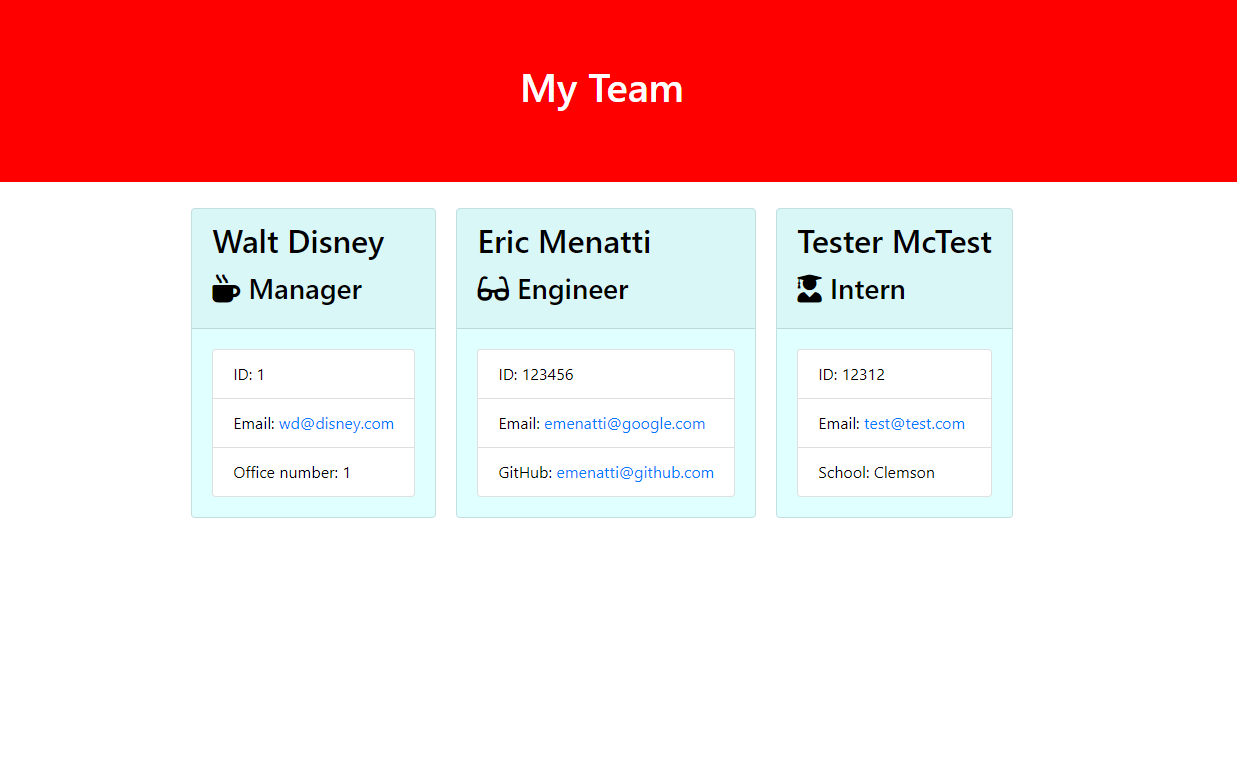 My Team
Walt Disney
Manager
ID: 1
Email: wd@disney.com
Office number: 1
Eric Menatti
Engineer
ID: 123456
Email: emenatti@google.com
GitHub: emenatti@github.com
Tester McTest
Intern
ID: 12312
Email: test@test.com
School: Clemson